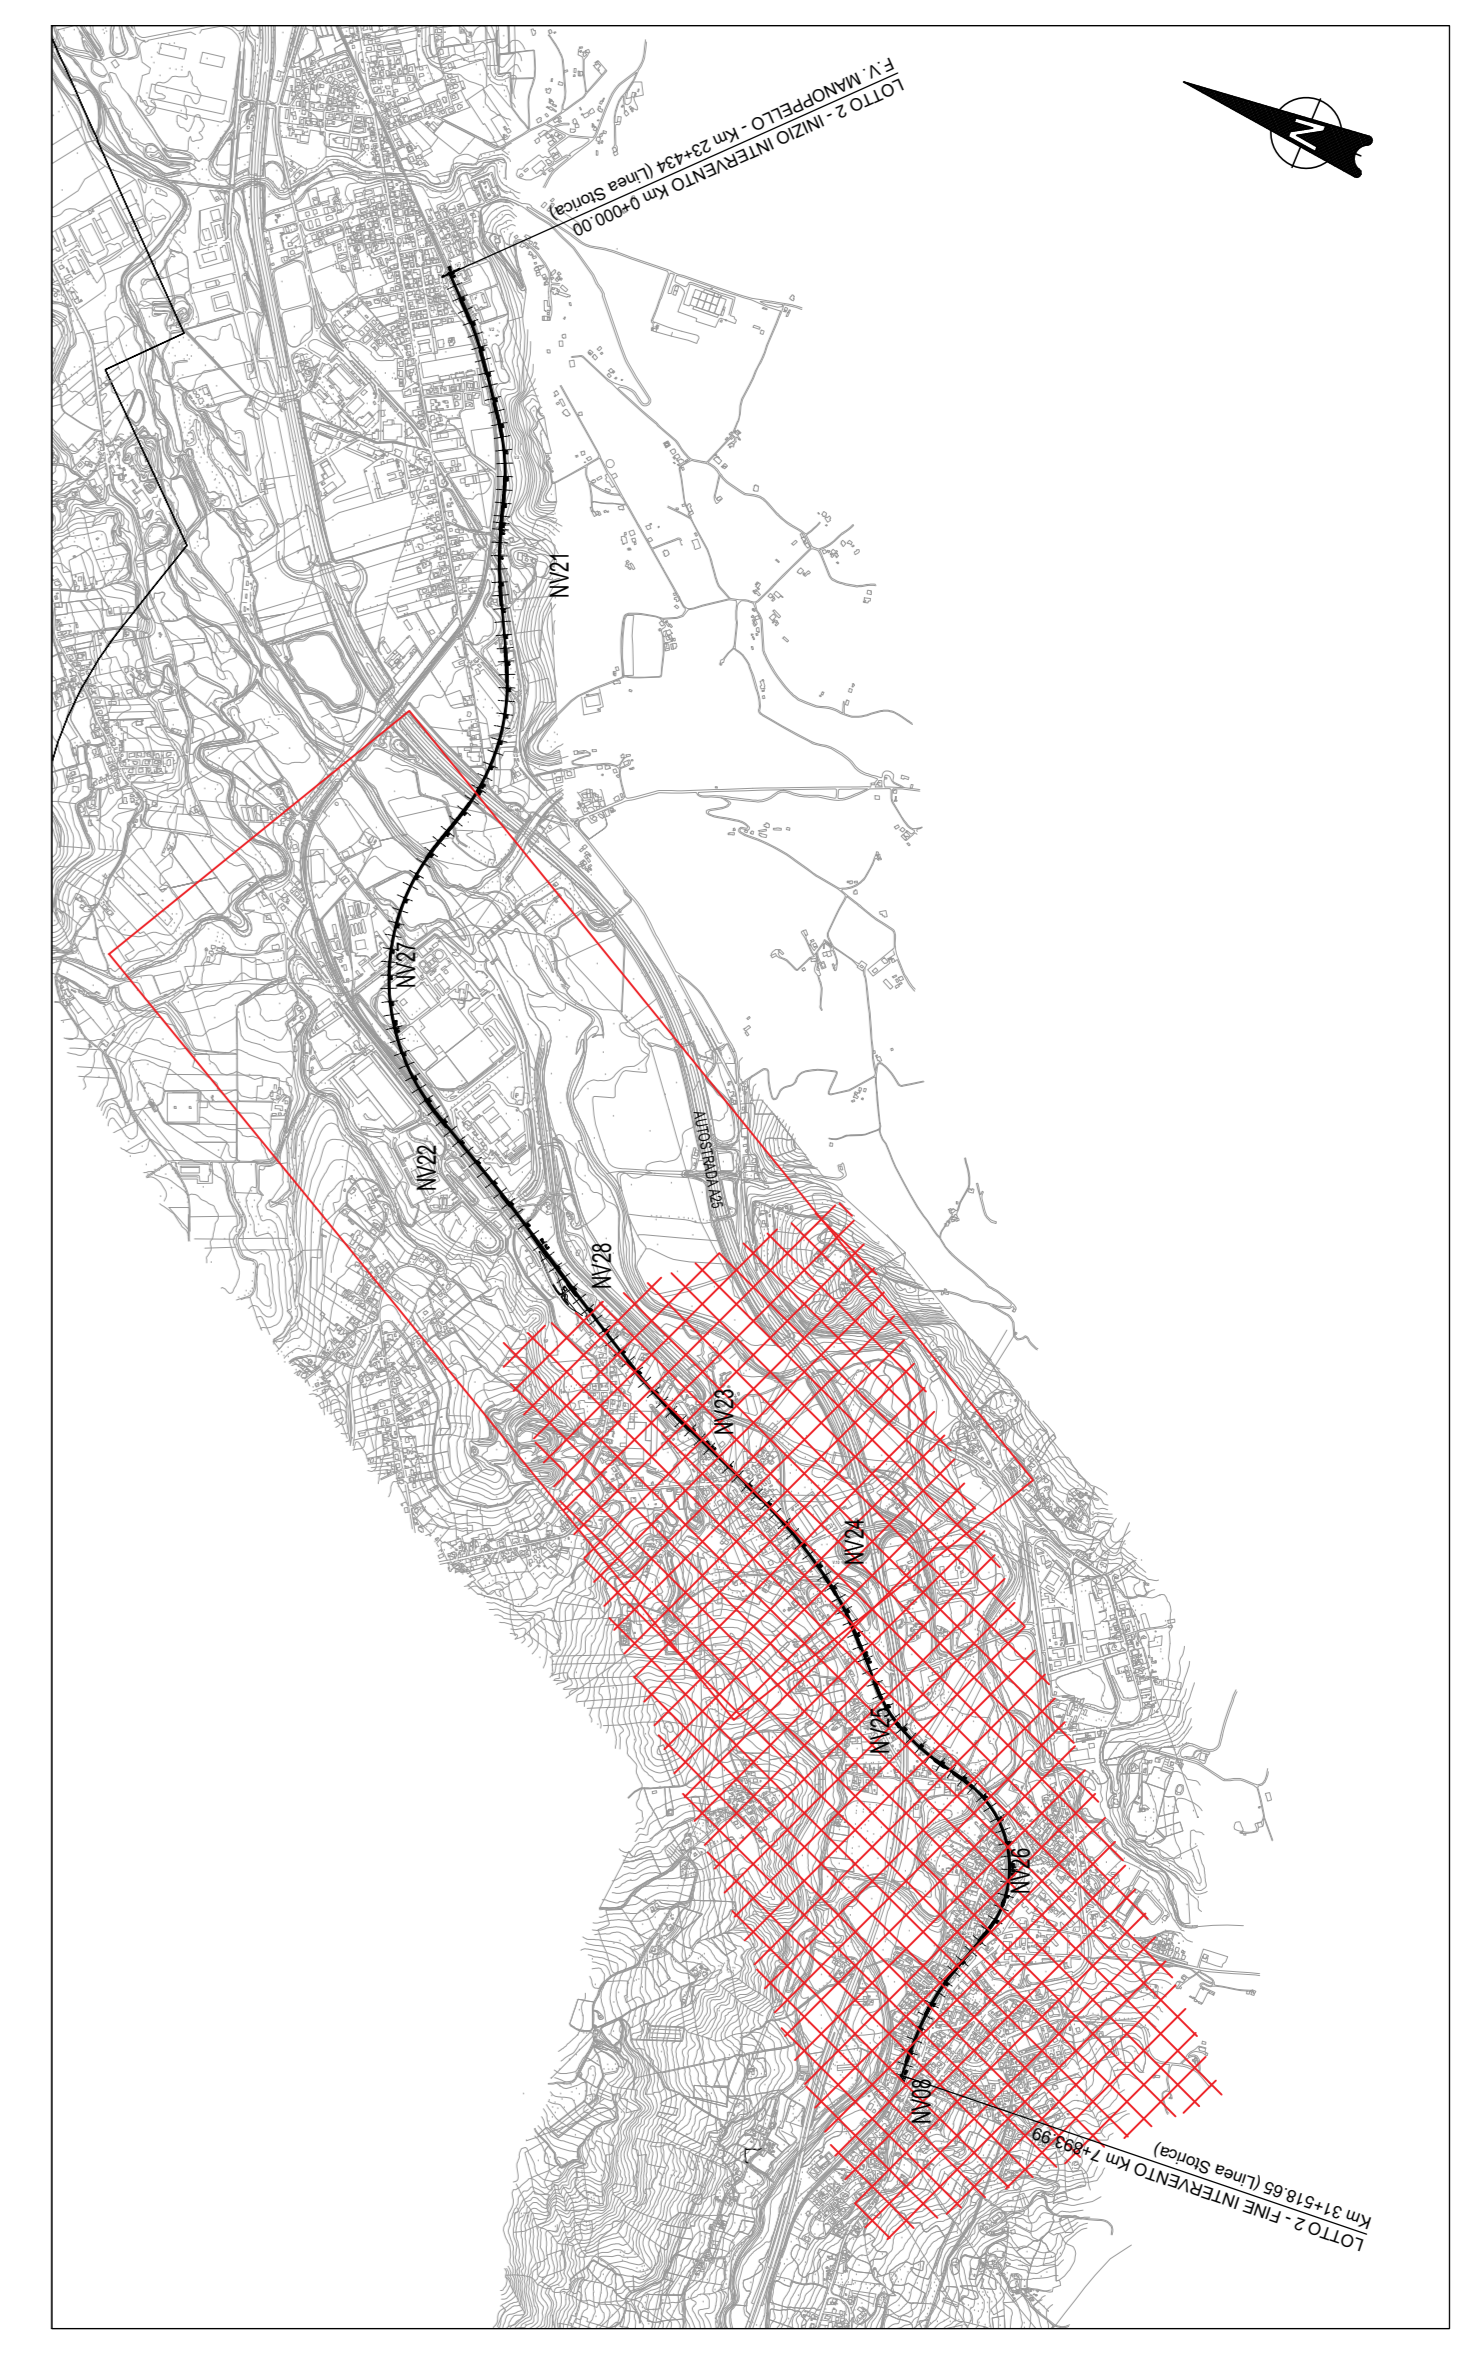 F.V. MANOPPELLO - Km 23+434 (Linea Storica)
LOTTO 2 - INIZIO INTERVENTO Km 0+000.00
N
NV21
NV27
AUTOSTRADA A25
NV22
NV28
NV23
NV24
NV25
NV26
NV08
LOTTO 2 - FINE INTERVENTO Km 7+893.99
Km 31+518.65 (Linea Storica)